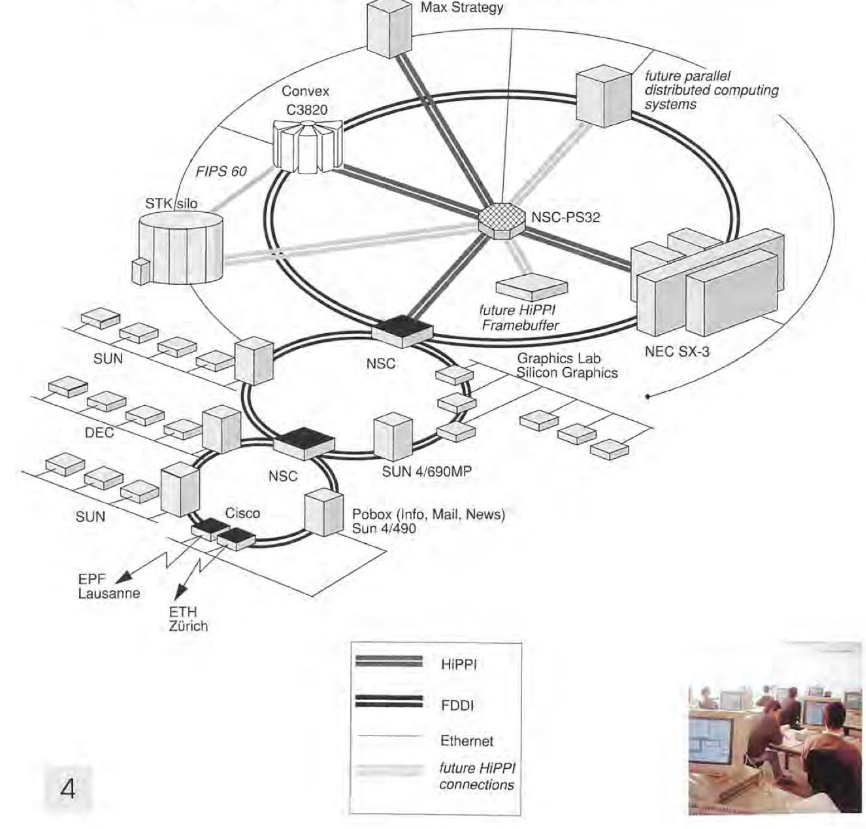 Max Strategy
future parallel
distributed computing
systems
Convex
C3820
FIPS 60
STK silo
NSC-PS32
future HiPPI
Framebuffer
NEC SX-3
SUN
NSC
Graphics Lab
Silicon Graphics
DEC
NSC
SUN 4/690MP
SUN
Cisco
Pobox (Info, Mail, News)
Sun 4/490
EPF
Lausanne
ETH
Zürich
HiPPI
FDDI
Ethernet
future HiPPI
connections
4